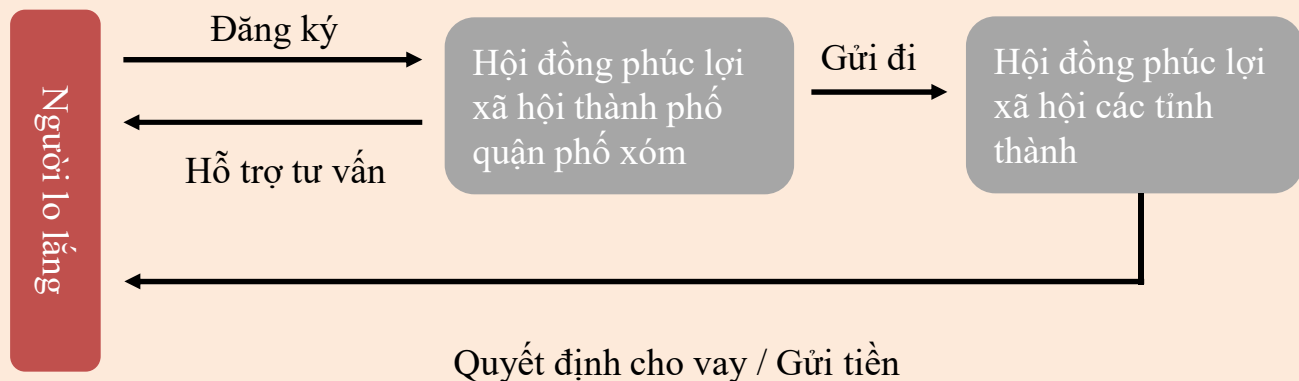 Người lo lắng
Đăng ký
Hỗ trợ tư vấn
Hội đồng phúc lợi
xã hội thành phố
quận phố xóm
Gửi đi
Hội đồng phúc lợi
xã hội các tỉnh
thành
Quyết định cho vay / Gửi tiền